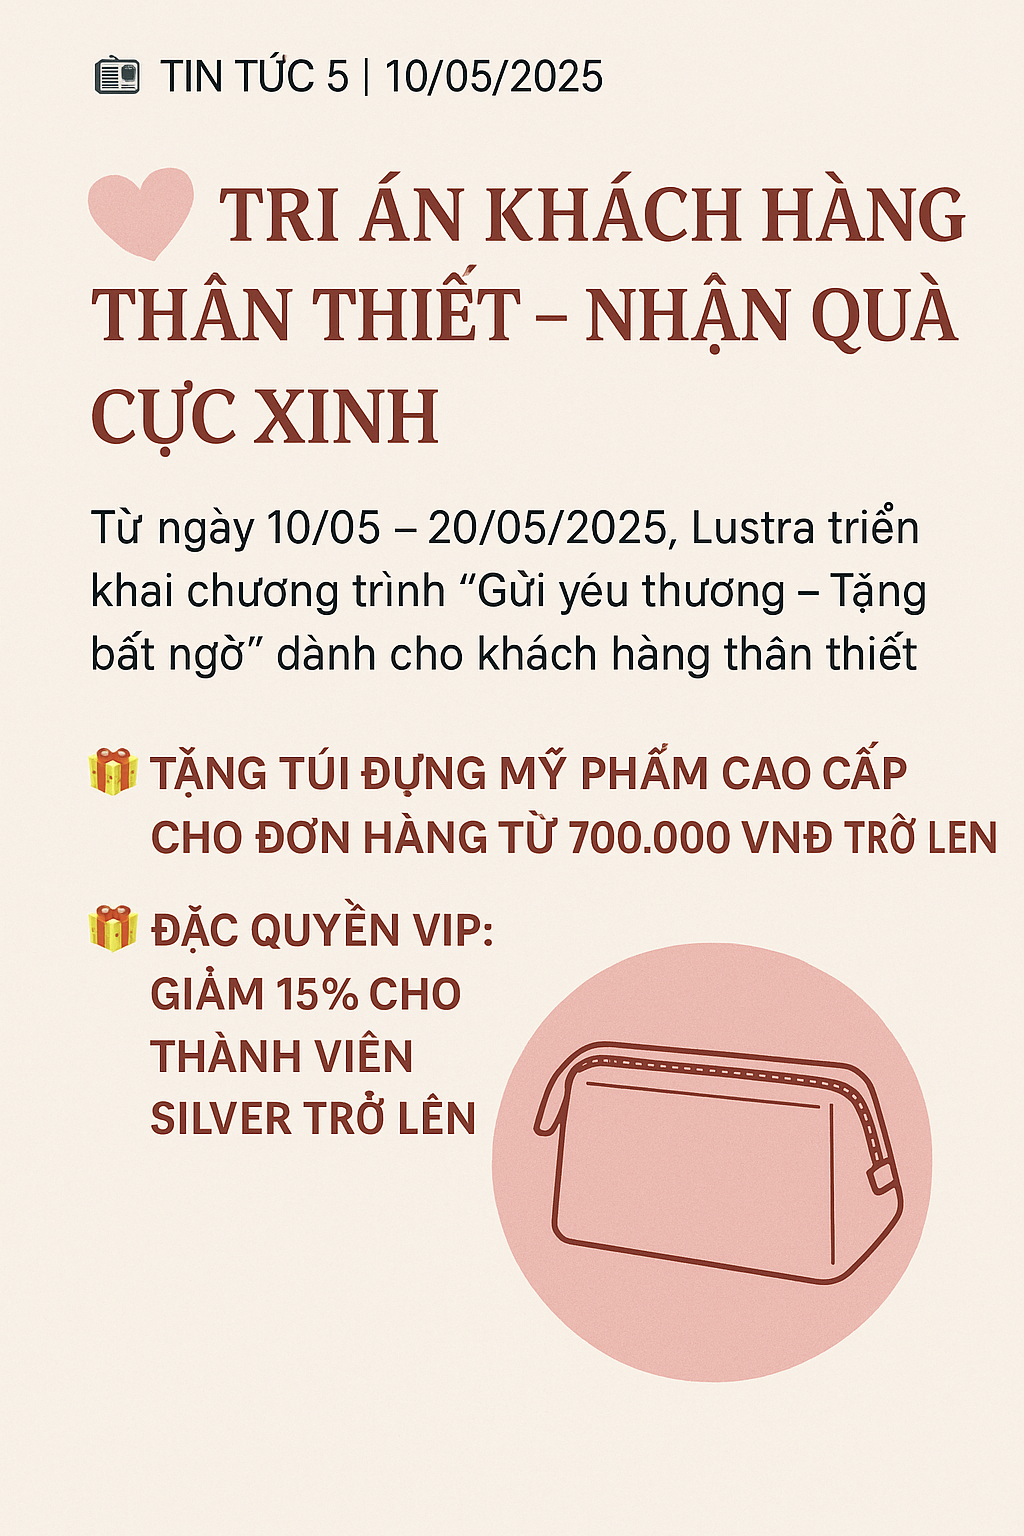 TIN TỨC 5 | 10/05/2025
TRI ÁN KHÁCH HÀNG
THÂN THIẾT – NHẬN QUÀ
CỰC XINH
Từ ngày 10/05 – 20/05/2025, Lustra triển
khai chương trình “Gửi yéu thương – Tặng
bất ngờ” dành cho khách hàng thân thiết
TẶNG TÚI ĐỰNG MỸ PHẨM CAO CẤP
CHO ĐƠN HÀNG TỪ 700.000 VNĐ TRỜ LEN
ĐẶC QUYỀN VIP:
GIẢM 15% CHO
THÀNH VIÊN
SILVER TRỞ LÊN